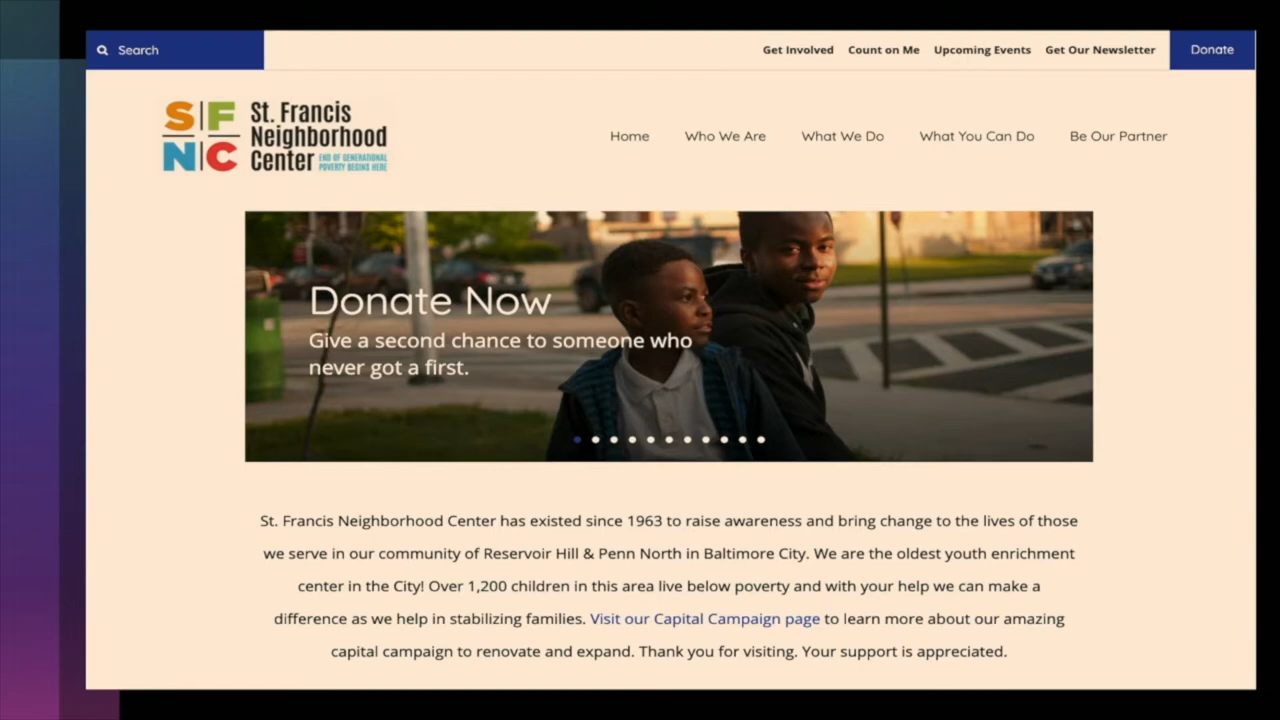 Search
Get Involved Count on Me Upcoming Events Get Our Newsletter Donate
S F N C
St. Francis
Neighborhood
Center END OF GENERATIONAL POVERTY BEGINS HERE
Home Who We Are What We Do What You Can Do Be Our Partner
Donate Now
Give a second chance to someone who
never got a first.
St. Francis Neighborhood Center has existed since 1963 to raise awareness and bring change to the lives of those
we serve in our community of Reservoir Hill & Penn North in Baltimore City. We are the oldest youth enrichment
center in the City! Over 1,200 children in this area live below poverty and with your help we can make a
difference as we help in stabilizing families. Visit our Capital Campaign page to learn more about our amazing
capital campaign to renovate and expand. Thank you for visiting. Your support is appreciated.